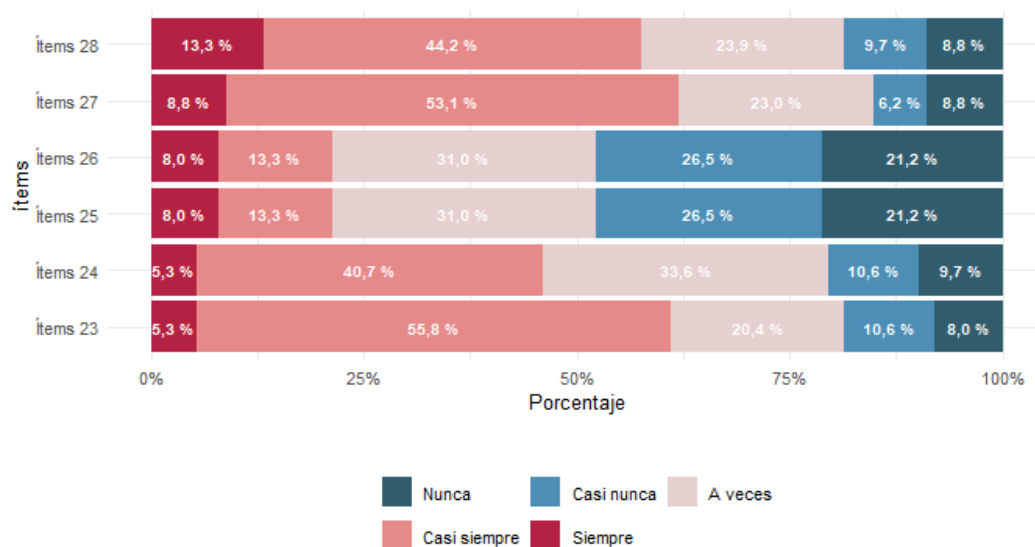 Ítems 28 13,3 % 44,2 % 23,9 % 9,7 % 8,8 %
Ítems 27 8,8 % 53,1 % 23,0 % 6,2 % 8,8 %
Ítems 26 8,0 % 13,3 % 31,0 % 26,5 % 21,2 %
Ítems 25 8,0 % 13,3 % 31,0 % 26,5 % 21,2 %
Ítems 24 5,3 % 40,7 % 33,6 % 10,6 % 9,7 %
Ítems 23 5,3 % 55,8 % 20,4 % 10,6 % 8,0 %
ítems
0% 25% 50% 75% 100%
Porcentaje
Nunca Casi nunca A veces
Casi siempre Siempre